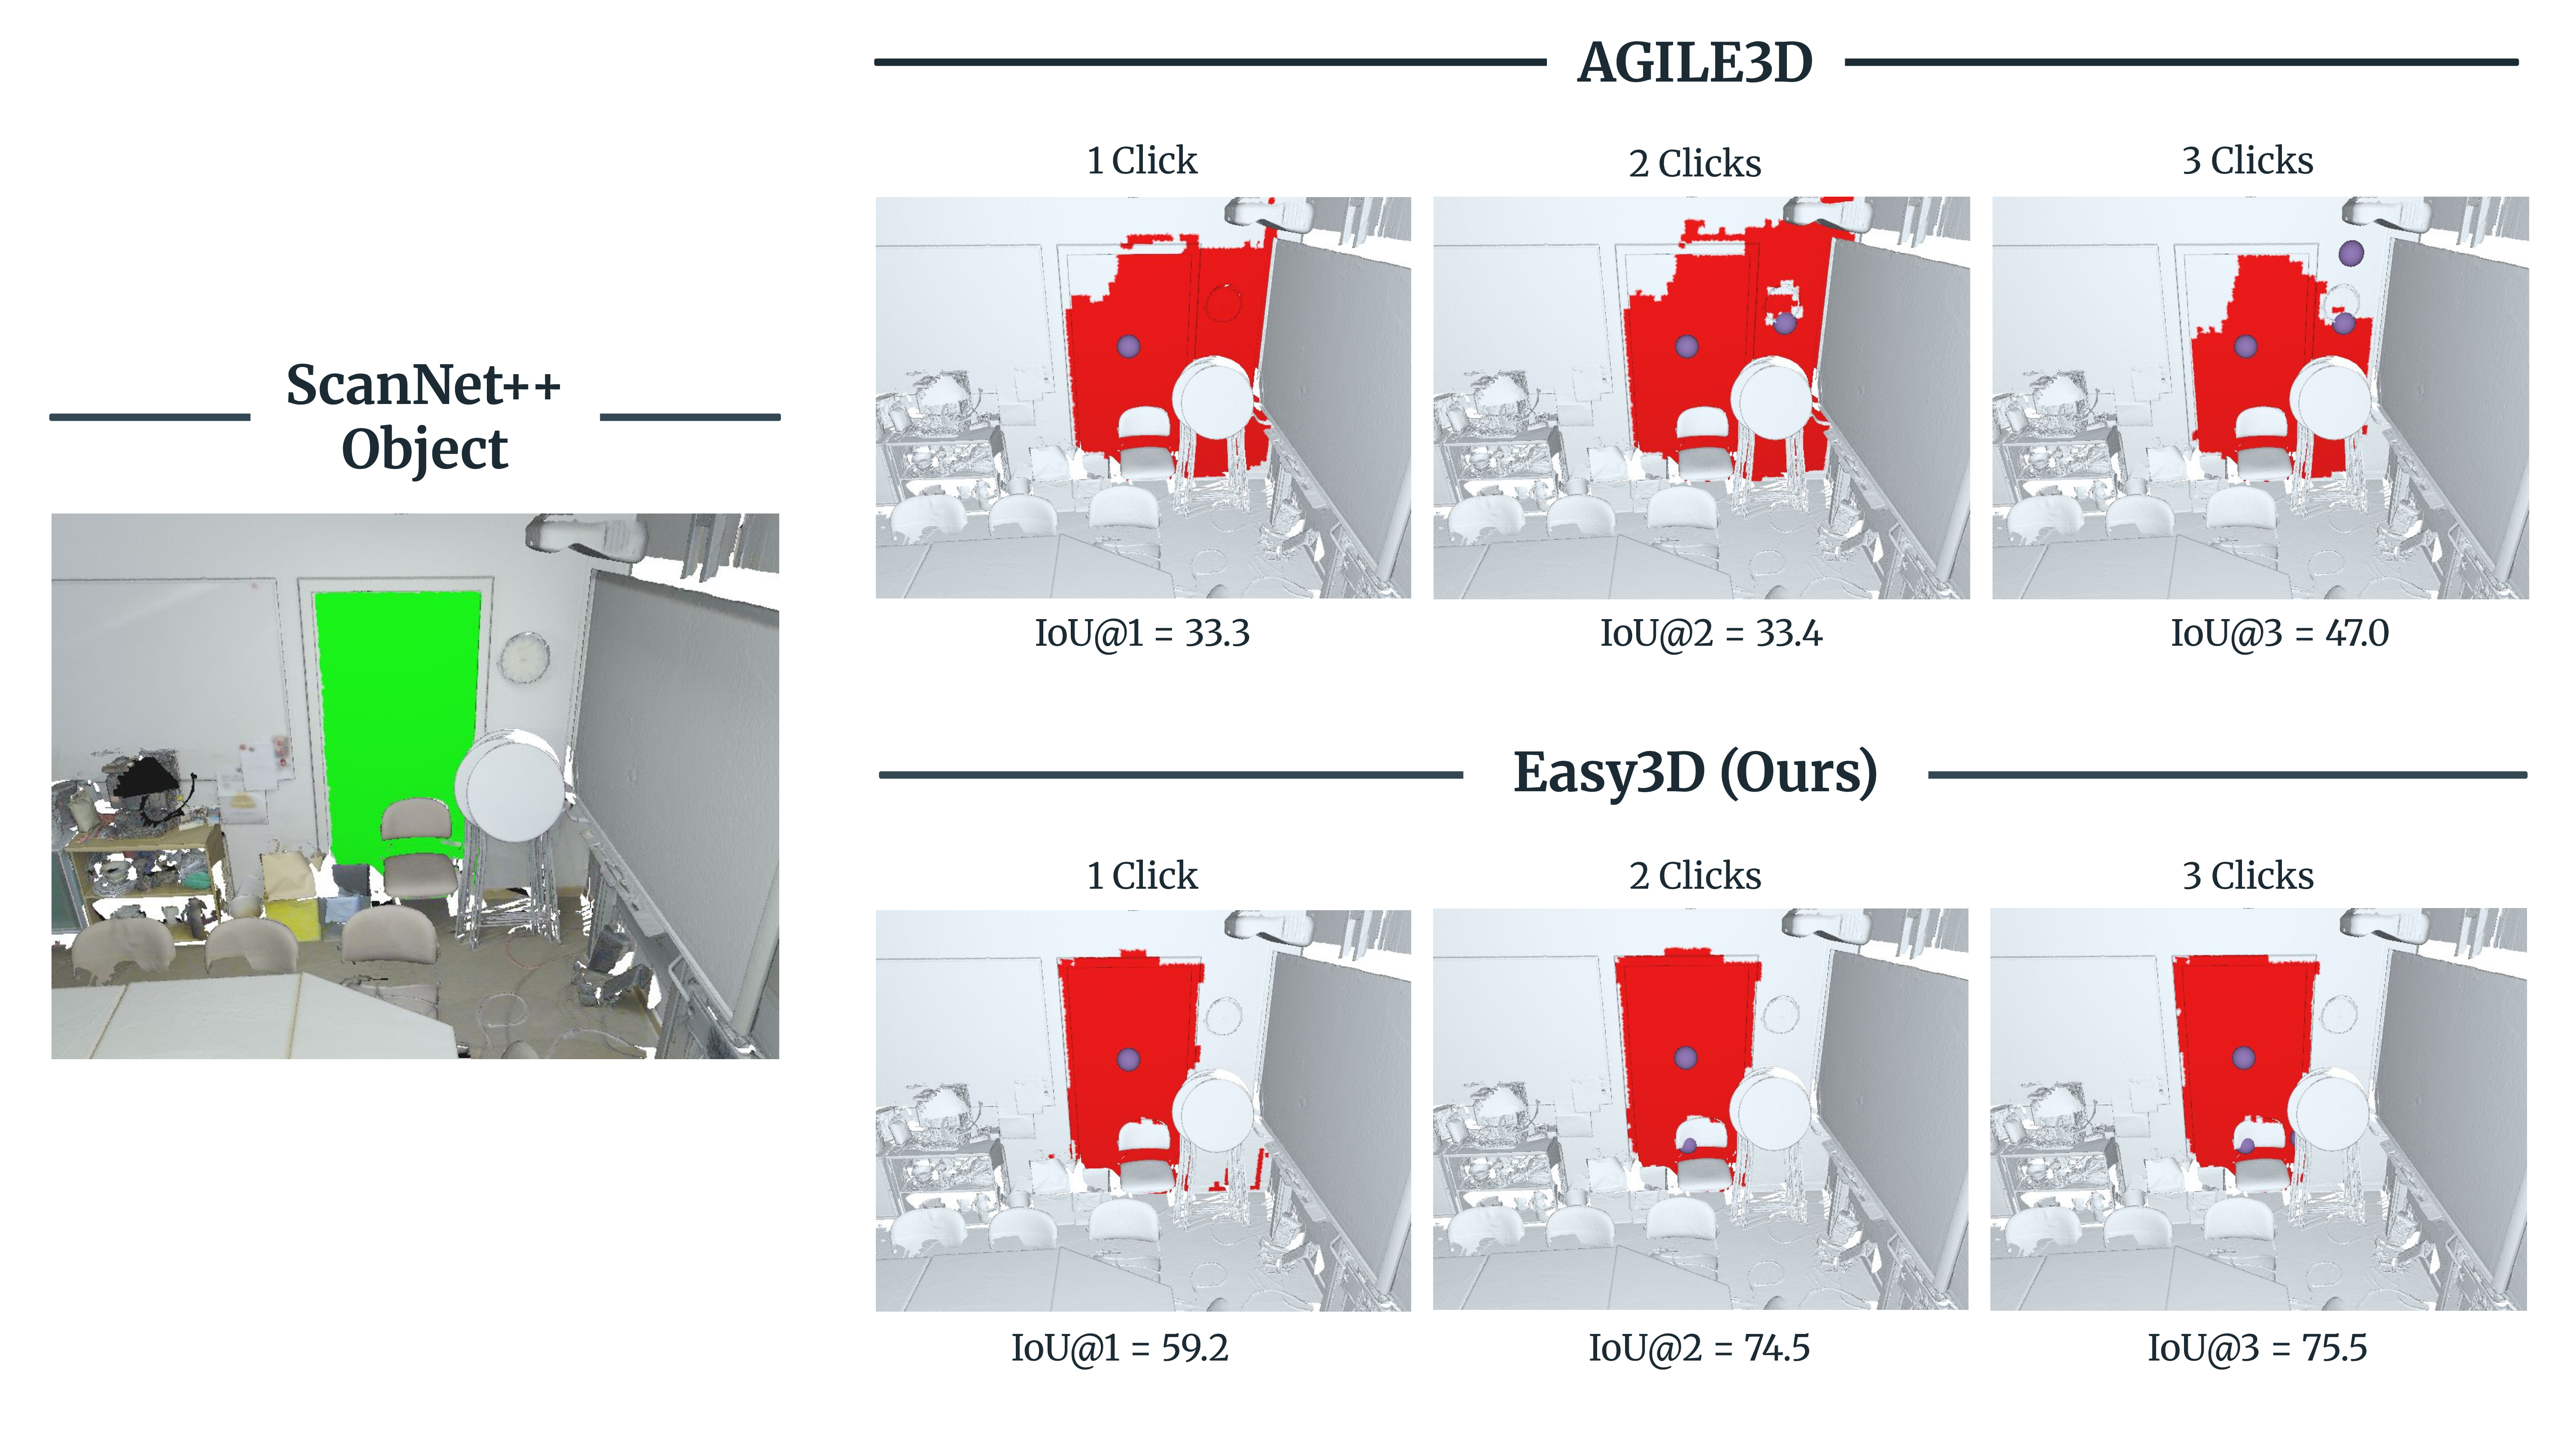 ScanNet++
Object
AGILE3D
1 Click
2 Clicks
3 Clicks
IoU@1 = 33.3
IoU@2 = 33.4
IoU@3 = 47.0
Easy3D (Ours)
1 Click
2 Clicks
3 Clicks
IoU@1 = 59.2
IoU@2 = 74.5
IoU@3 = 75.5